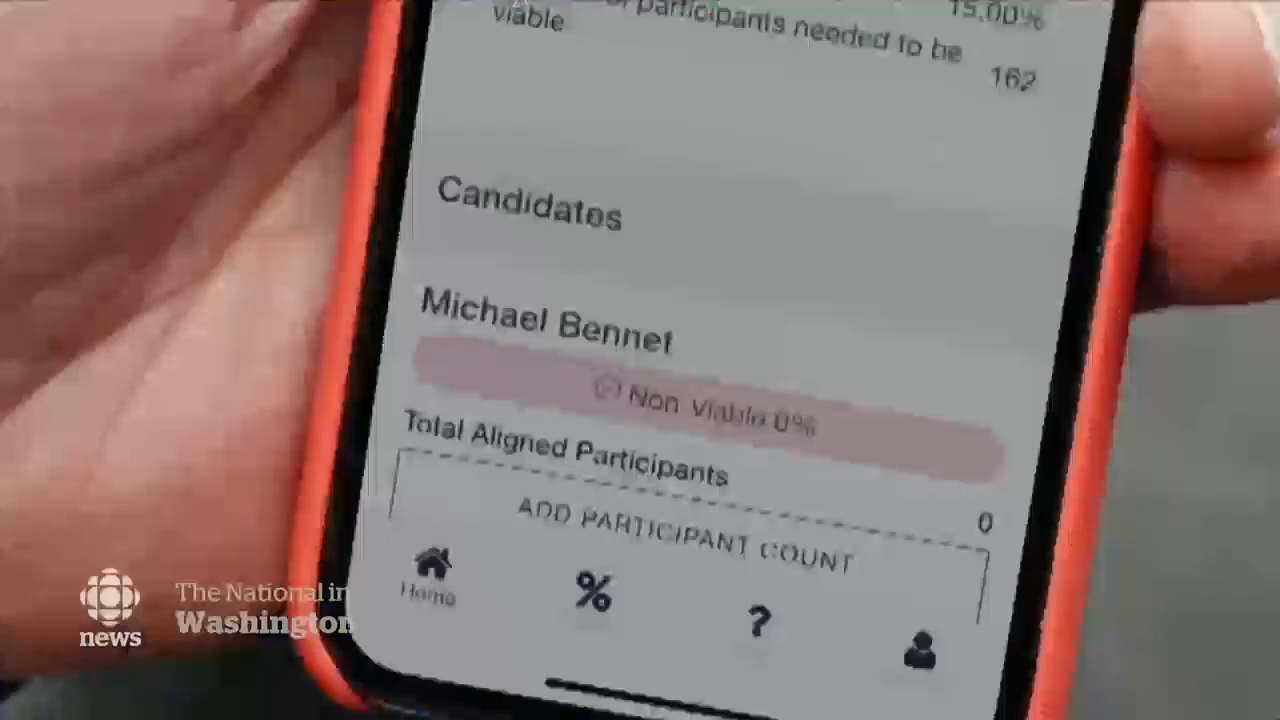 15.00%
participants needed to be
viable
162
Candidates
Michael Bennet
Non Viable 0%
Total Aligned Participants
0
ADD PARTICIPANT COUNT
Home
%
?
news
The National in
Washington